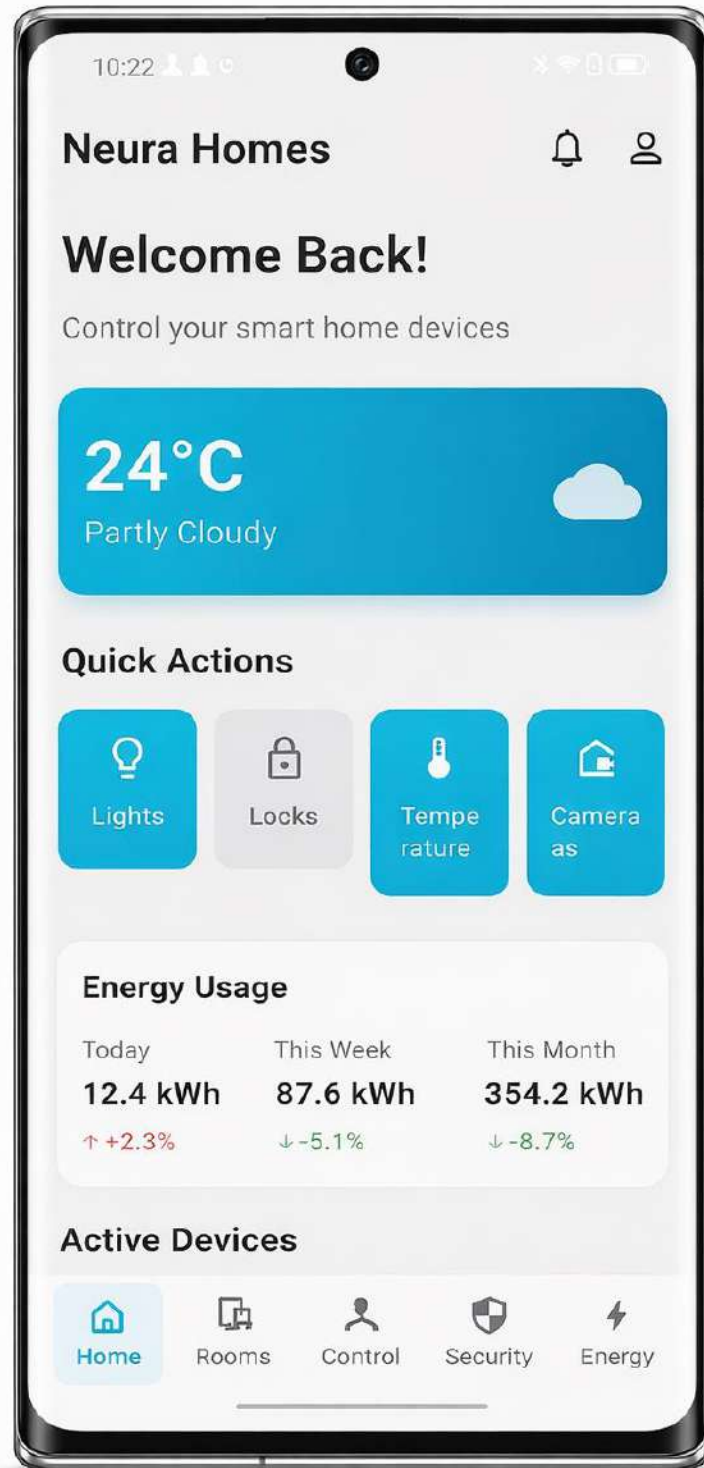 10:22
Neura Homes
Welcome Back!
Control your smart home devices
24°C
Partly Cloudy
Quick Actions
Lights
Locks
Tempe
rature
Camera
as
Energy Usage
Today This Week This Month
12.4 kWh 87.6 kWh 354.2 kWh
↑ +2.3% ↓ -5.1% ↓ -8.7%
Active Devices
Home Rooms Control Security Energy